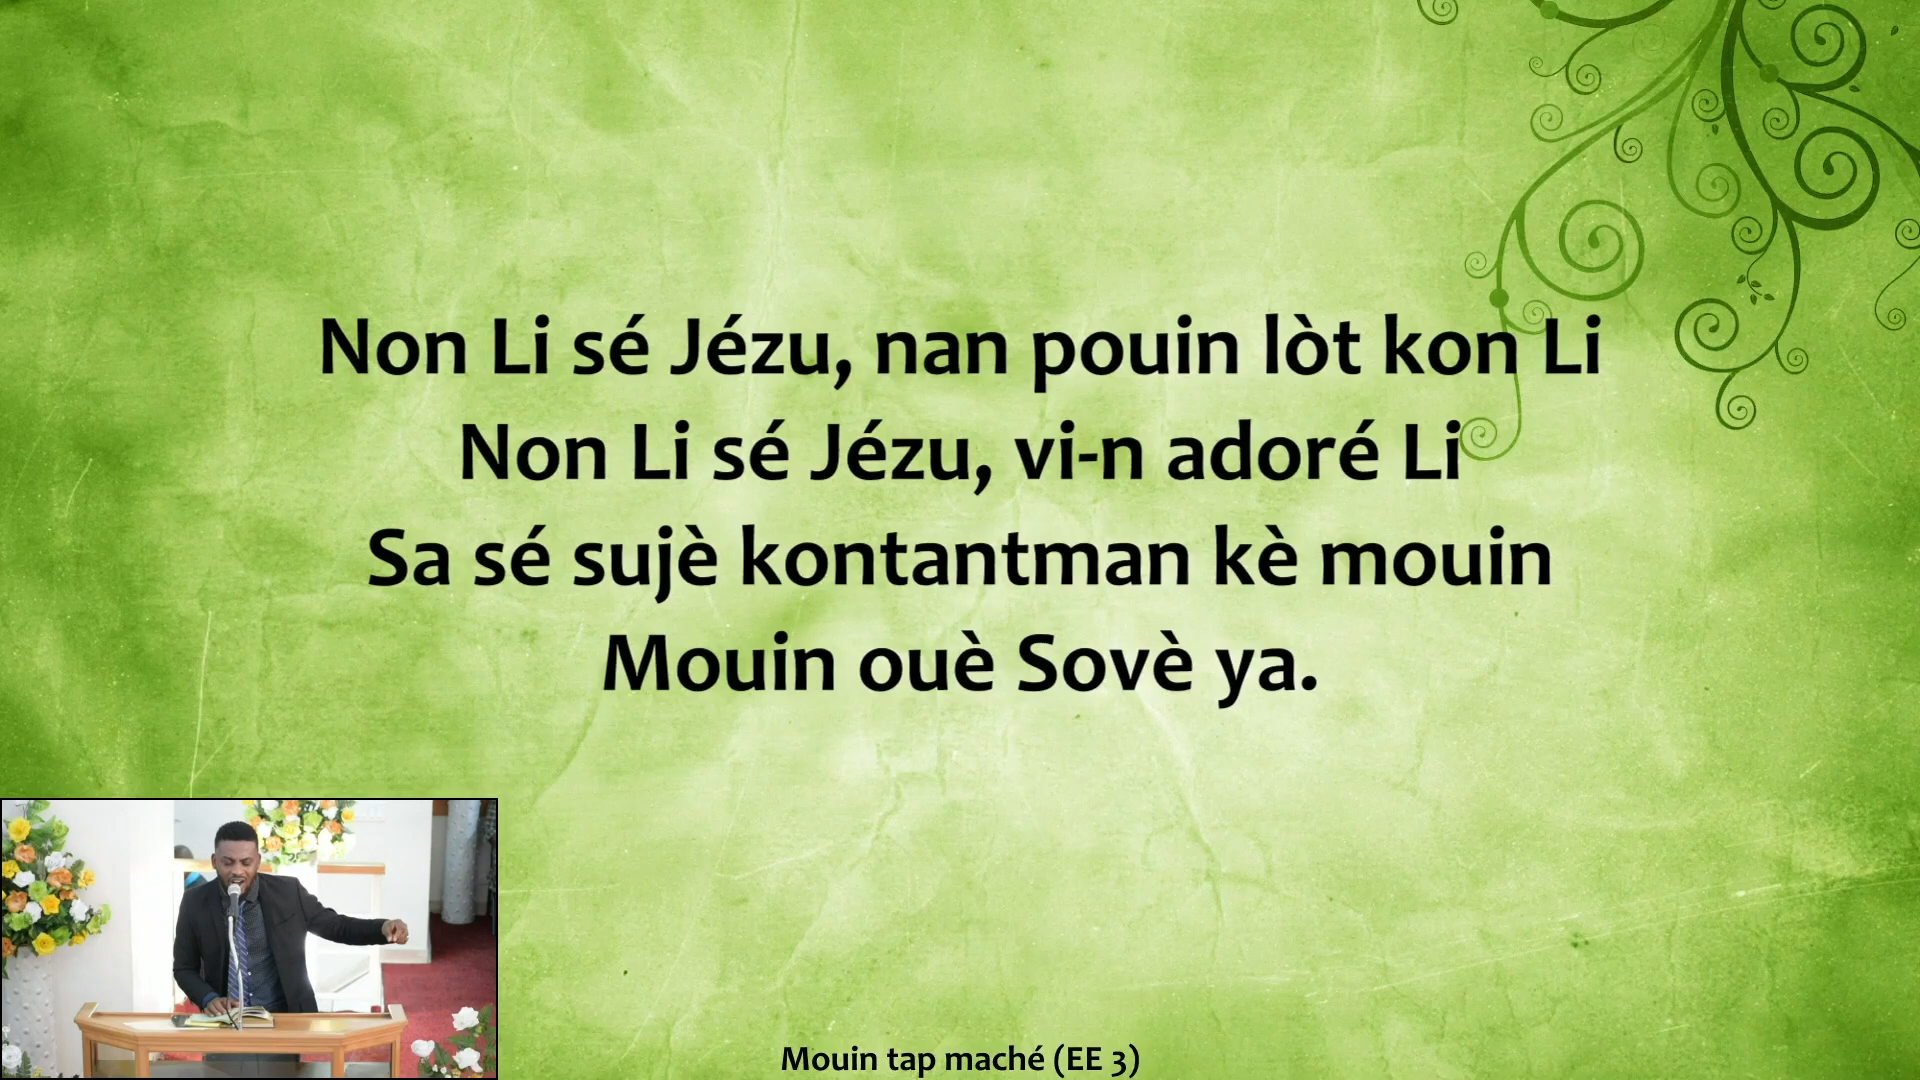 Non Li sé Jézu, nan pouin lòt kon Li
Non Li sé Jézu, vi-n adoré Li
Sa sé sujè kontantman kè mouin
Mouin ouè Sovè ya.
Mouin tap maché (EE 3)